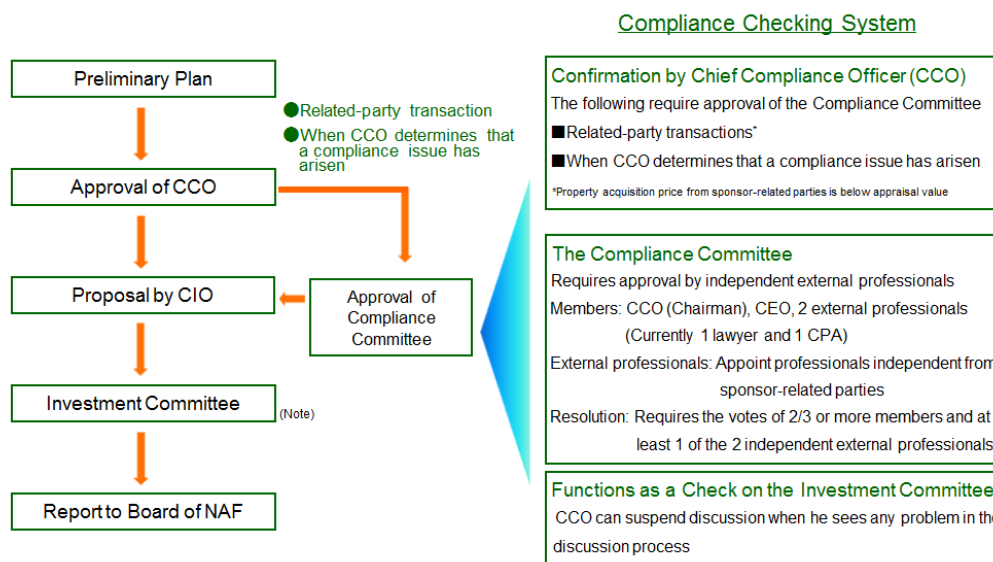 Compliance Checking System
Preliminary Plan
●Related-party transaction
●When CCO determines that
a compliance issue has
arisen
Approval of CCO
Proposal by CIO
Approval of
Compliance
Committee
Investment Committee
(Note)
Report to Board of NAF
Confirmation by Chief Compliance Officer (CCO)
The following require approval of the Compliance Committee
■Related-party transactions*
■When CCO determines that a compliance issue has arisen
*Property acquisition price from sponsor-related parties is below appraisal value
The Compliance Committee
Requires approval by independent external professionals
Members: CCO (Chairman), CEO, 2 external professionals
(Currently 1 lawyer and 1 CPA)
External professionals: Appoint professionals independent from
sponsor-related parties
Resolution: Requires the votes of 2/3 or more members and at
least 1 of the 2 independent external professionals
Functions as a Check on the Investment Committee
CCO can suspend discussion when he sees any problem in the
discussion process